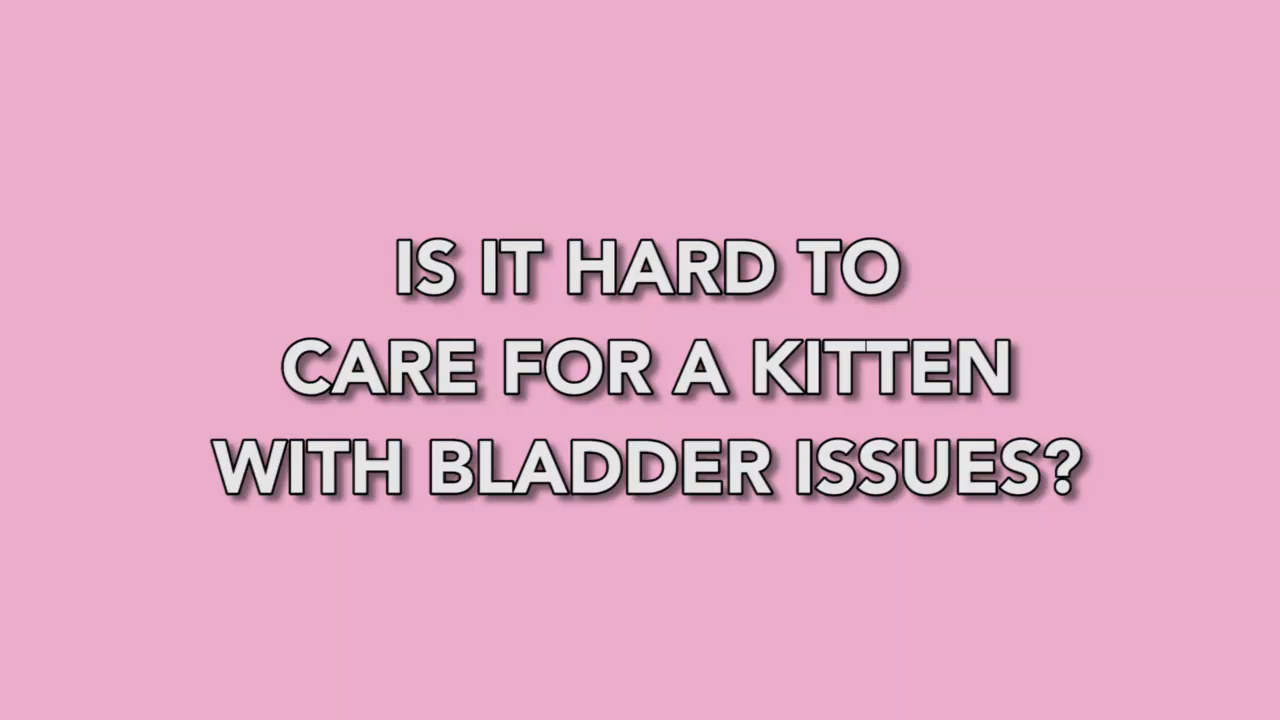 IS IT HARD TO
CARE FOR A KITTEN
WITH BLADDER ISSUES?